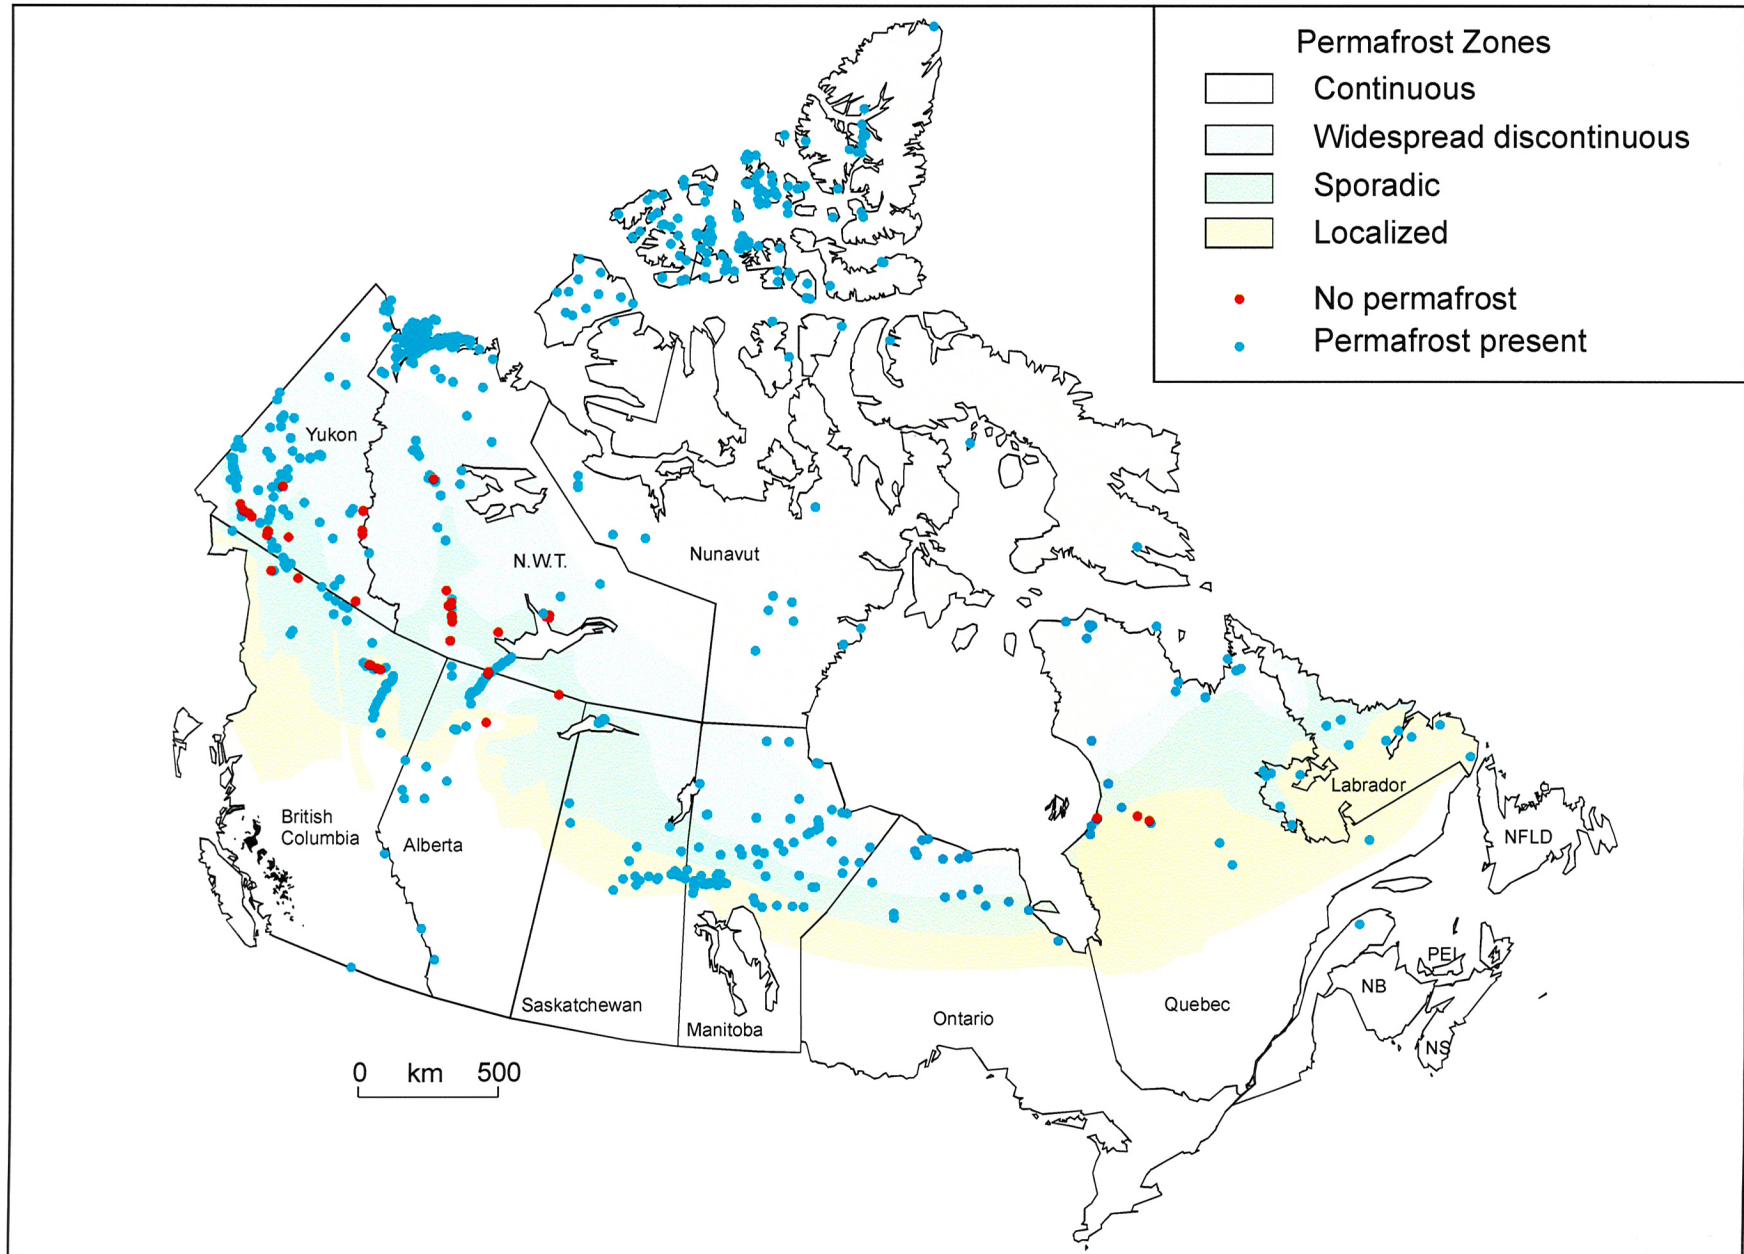 Permafrost Zones
Continuous
Widespread discontinuous
Sporadic
Localized
No permafrost
Permafrost present
Yukon
N.W.T.
Nunavut
British
Columbia
Alberta
Saskatchewan
Manitoba
Ontario
Quebec
Labrador
NFLD
PEI
NB
NS
0 km 500